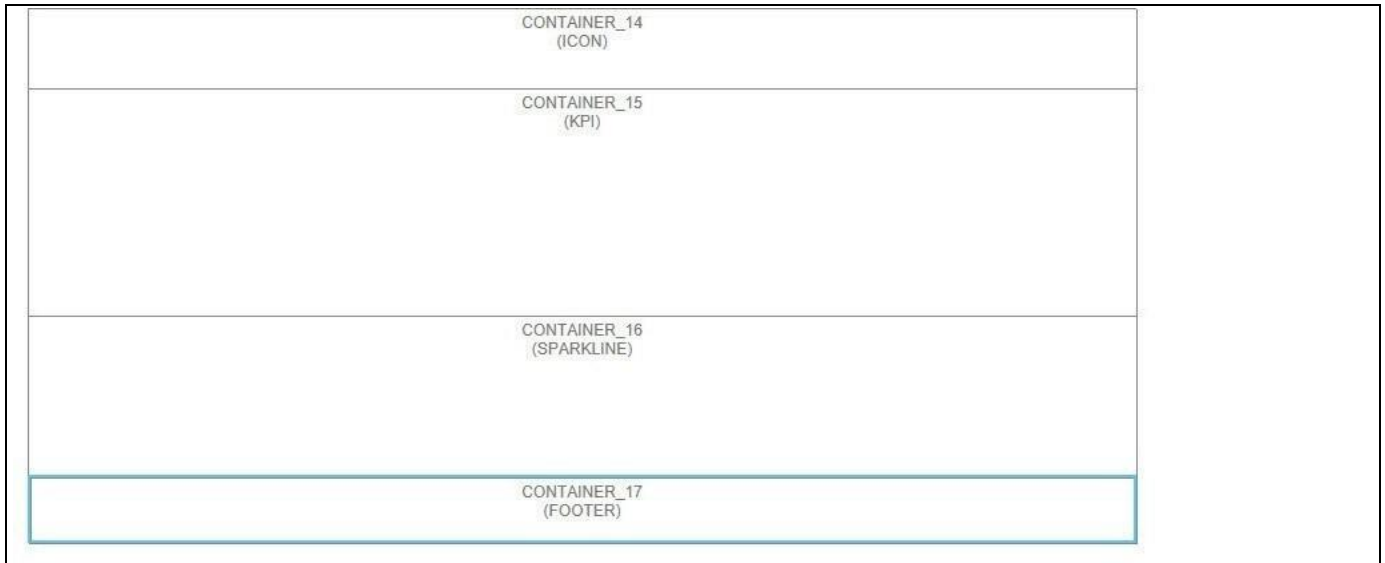 CONTAINER_14
(ICON)
CONTAINER_15
(KPI)
CONTAINER_16
(SPARKLINE)
CONTAINER_17
(FOOTER)